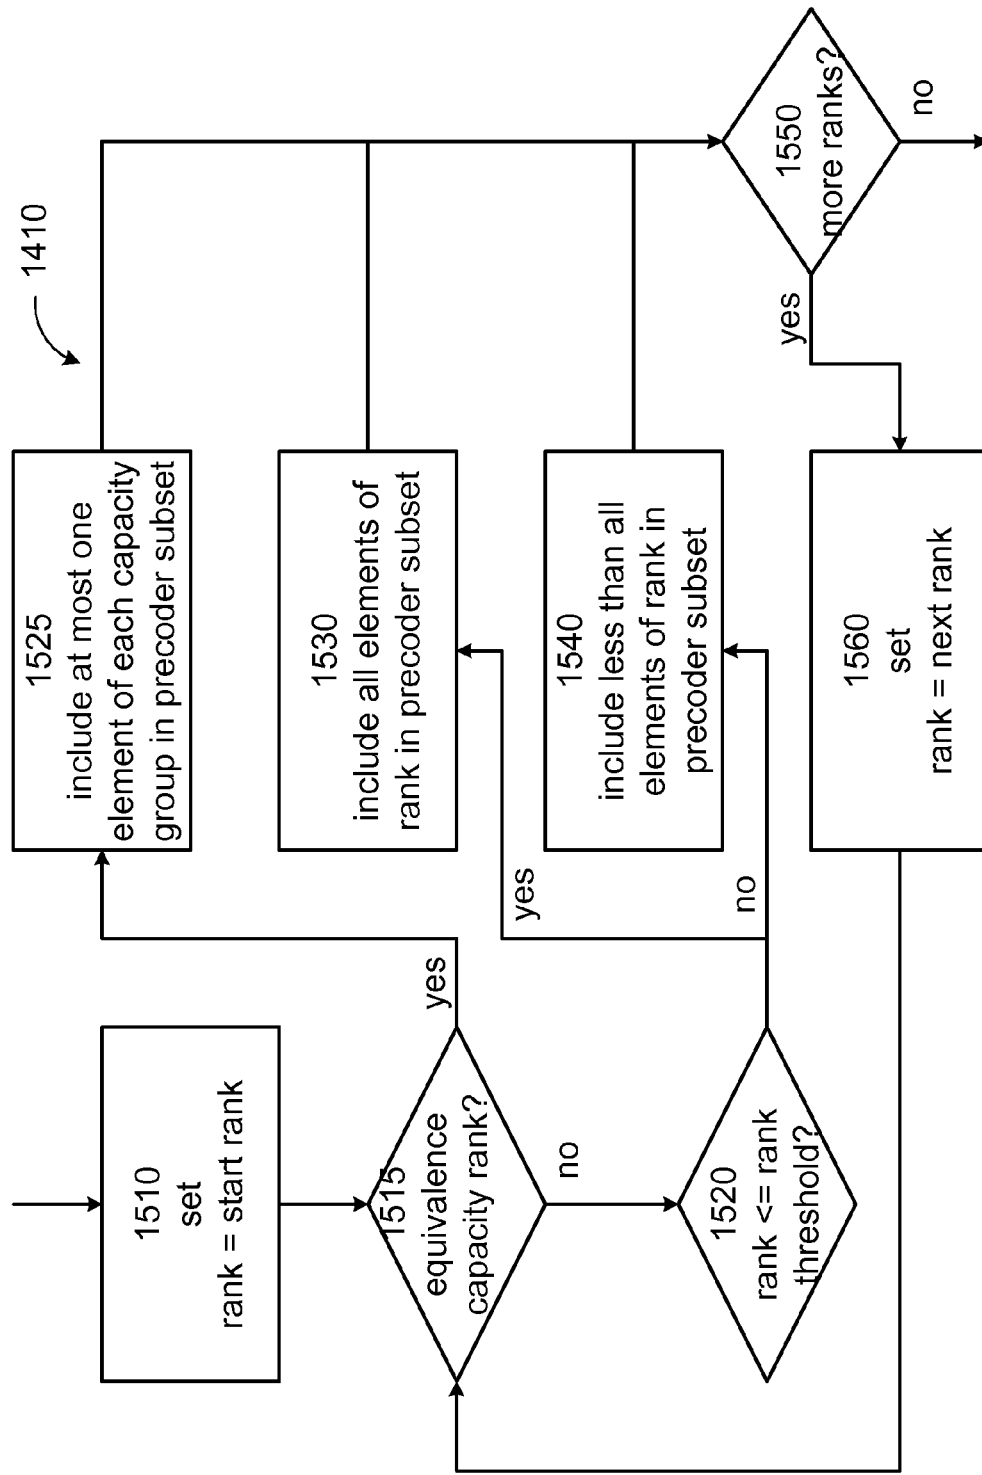 1410
1510
set
rank = start rank
1515
equivalence
capacity rank?
yes
no
1520
rank <= rank
threshold?
yes
no
1525
include at most one
element of each capacity
group in precoder subset
1530
include all elements of
rank in precoder subset
1540
include less than all
elements of rank in
precoder subset
1550
more ranks?
yes
no
1560
set
rank = next rank